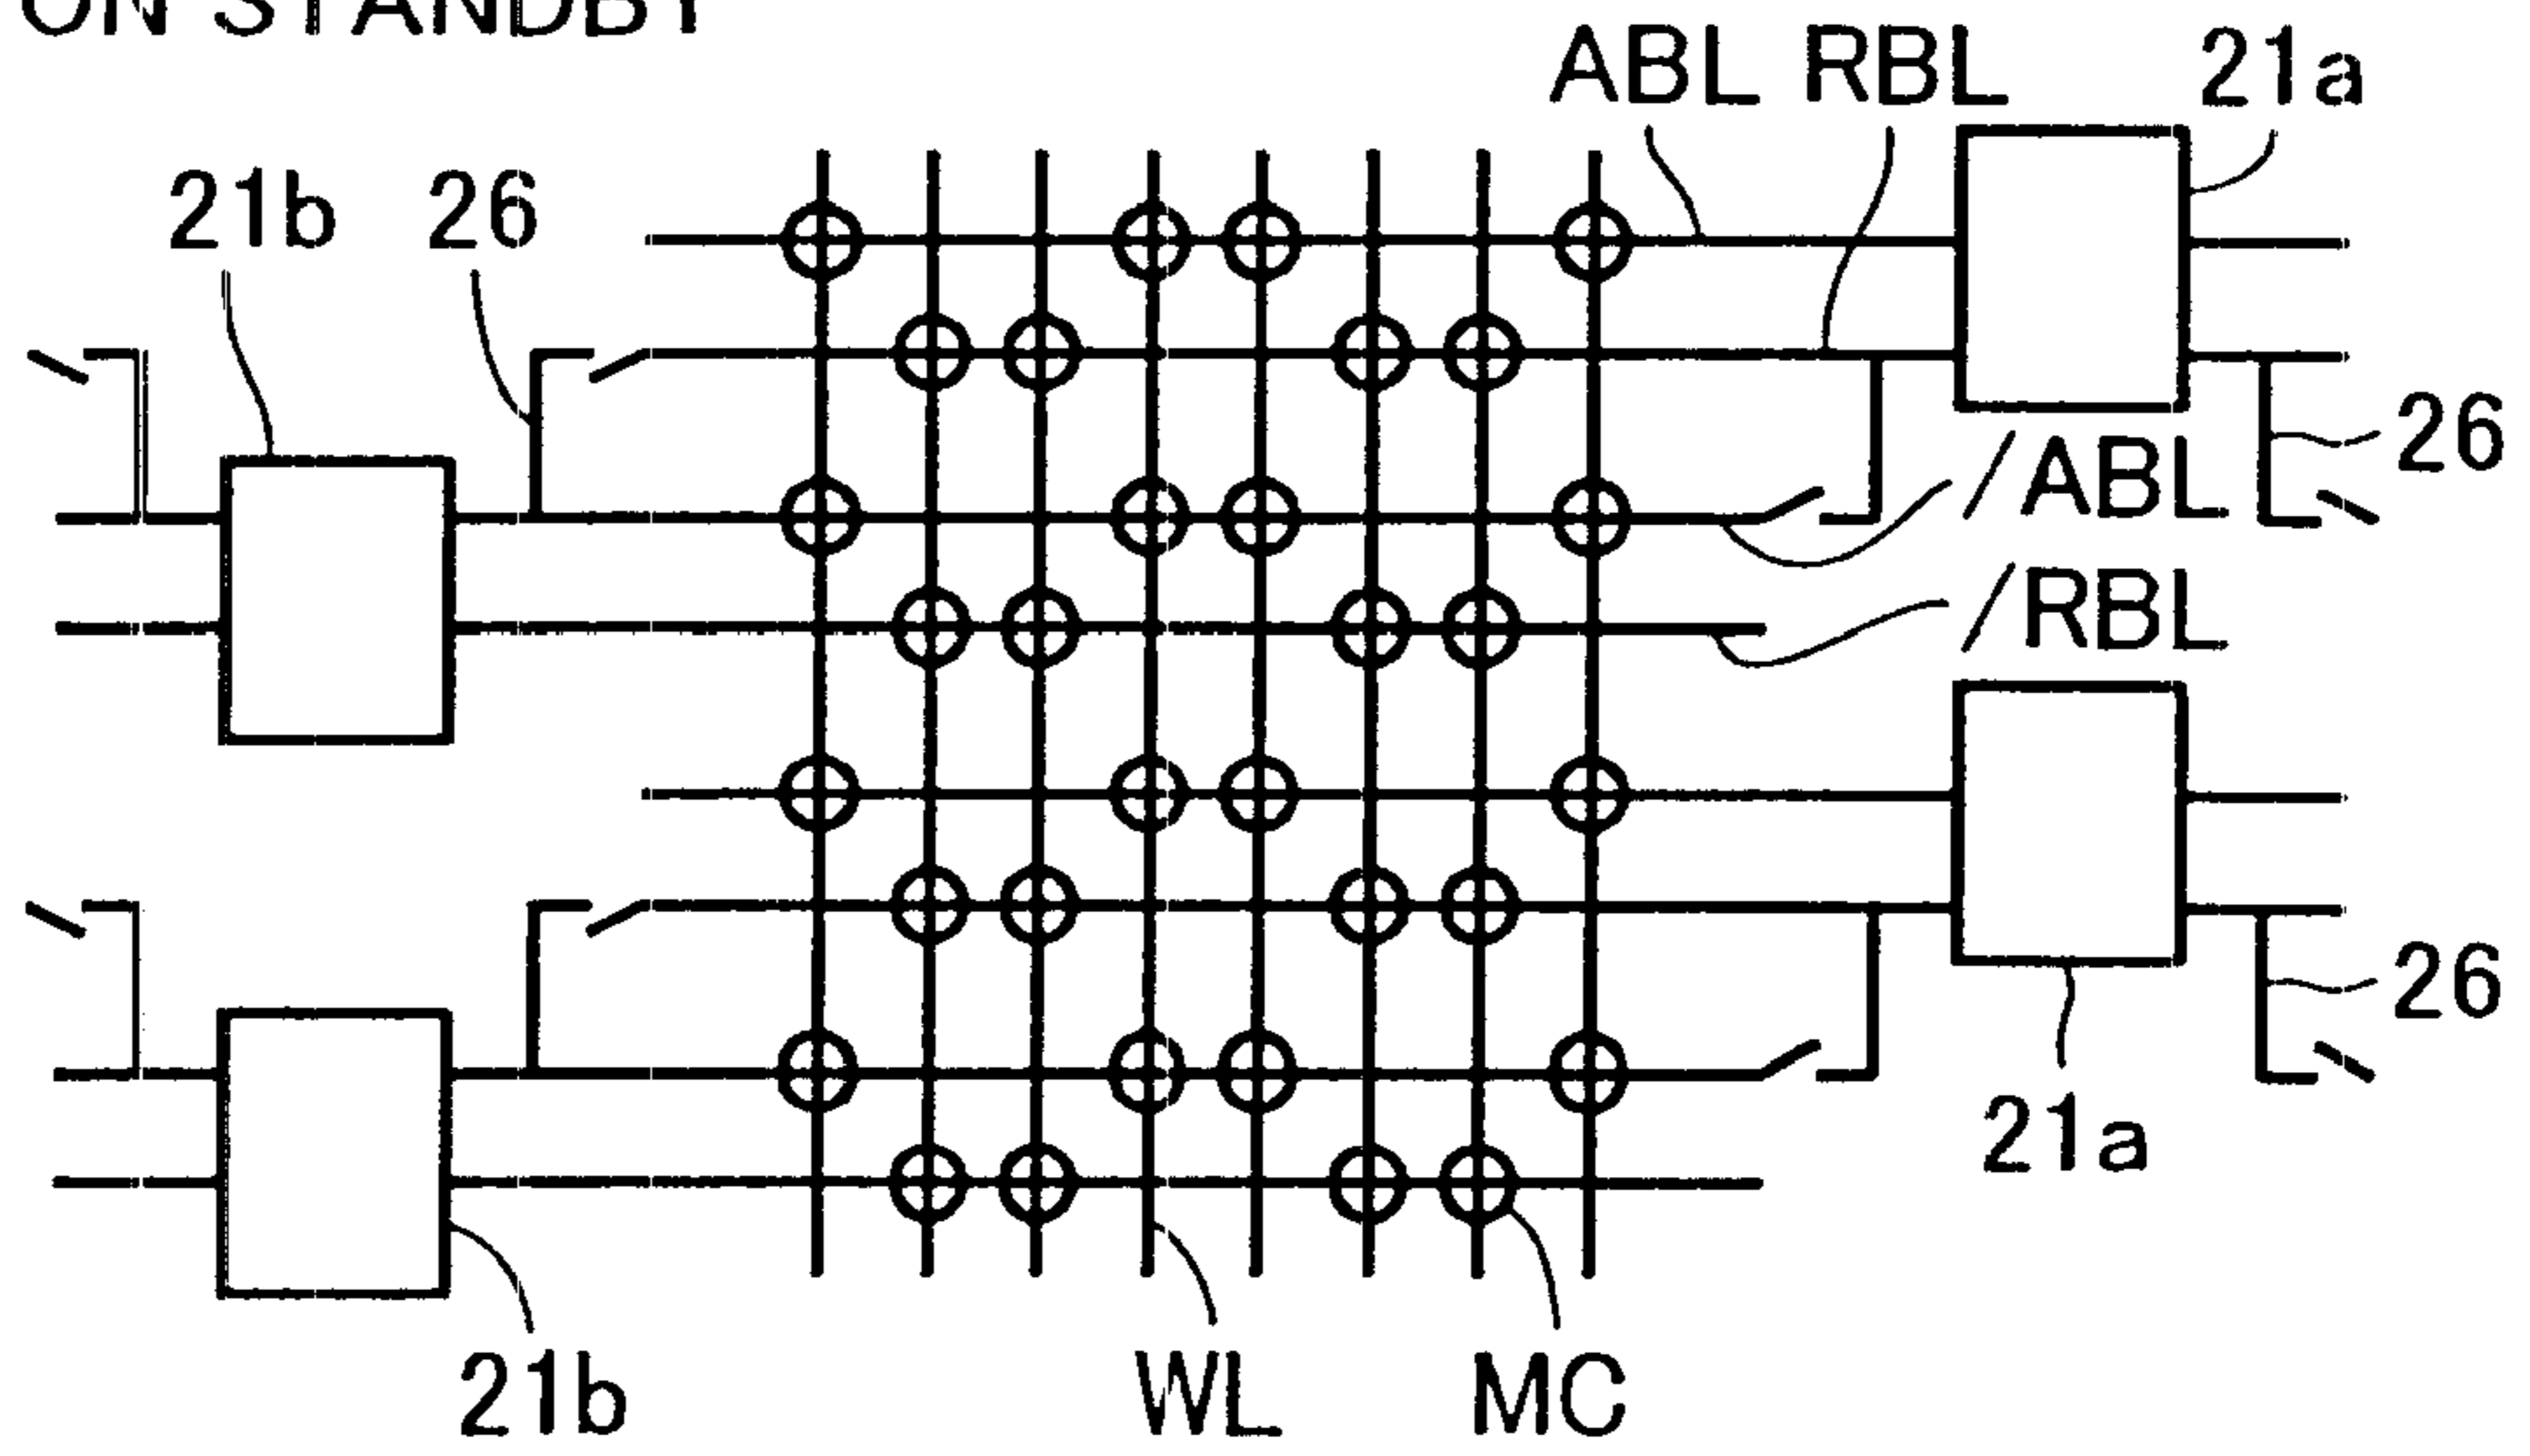 ON STANDBY
ABL RBL 21a
21b 26
26
/ABL
/RBL
26
21a
21b WL MC